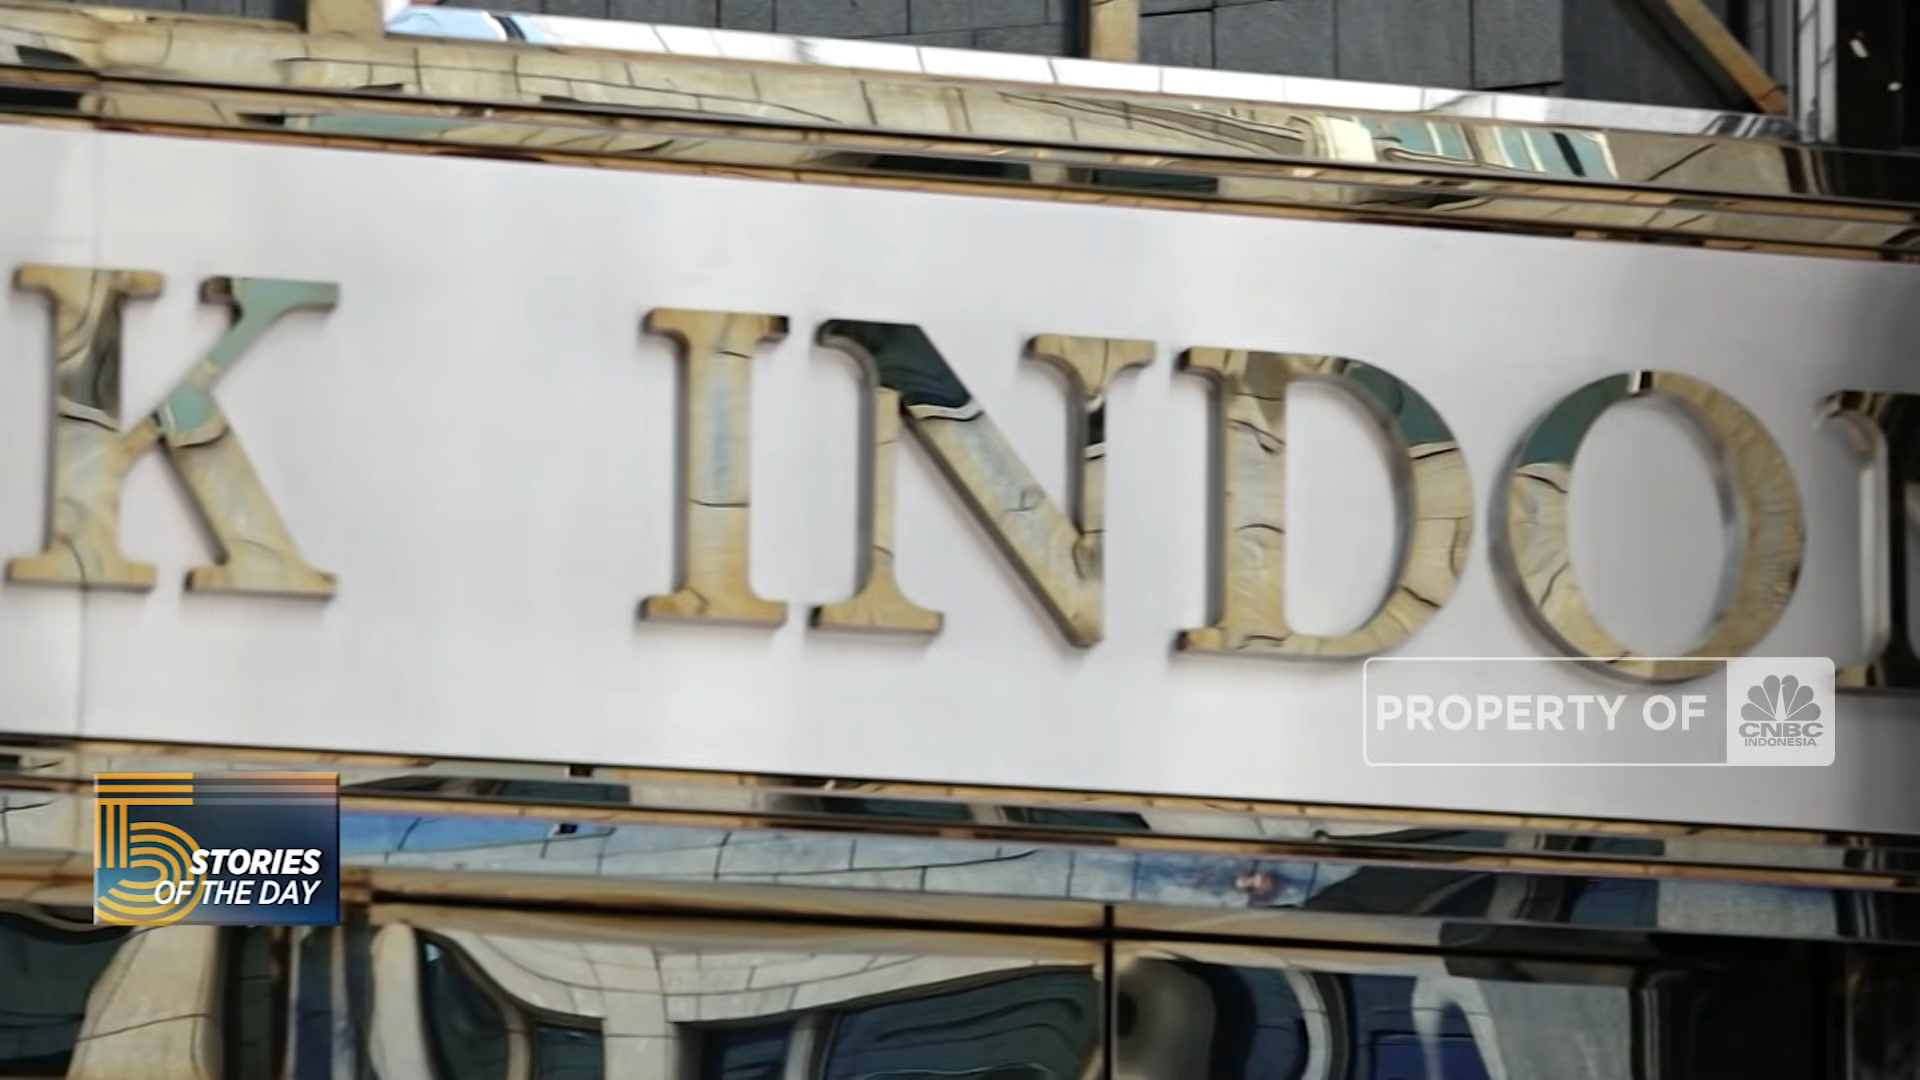 K INDO
PROPERTY OF
CNBC
INDONESIA
5 STORIES
OF THE DAY